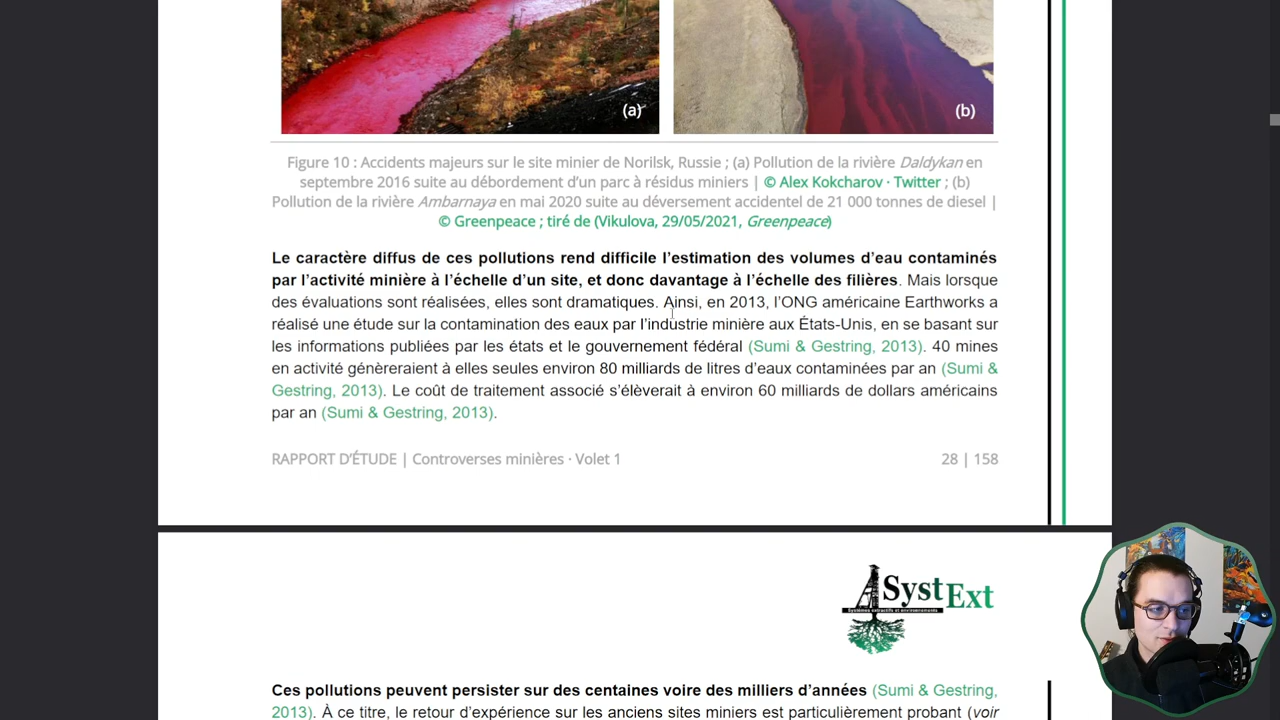 (a)
(b)
Figure 10 : Accidents majeurs sur le site minier de Norilsk, Russie ; (a) Pollution de la rivière Daldykan en
septembre 2016 suite au débordement d’un parc à résidus miniers | © Alex Kokcharov · Twitter ; (b)
Pollution de la rivière Ambarnaya en mai 2020 suite au déversement accidentel de 21 000 tonnes de diesel |
© Greenpeace ; tiré de (Vikulova, 29/05/2021, Greenpeace)
Le caractère diffus de ces pollutions rend difficile l’estimation des volumes d’eau contaminés
par l’activité minière à l’échelle d’un site, et donc davantage à l’échelle des filières. Mais lorsque
des évaluations sont réalisées, elles sont dramatiques. Ainsi, en 2013, l’ONG américaine Earthworks a
réalisé une étude sur la contamination des eaux par l’industrie minière aux États-Unis, en se basant sur
les informations publiées par les états et le gouvernement fédéral (Sumi & Gestring, 2013). 40 mines
en activité génèreraient à elles seules environ 80 milliards de litres d’eaux contaminées par an (Sumi &
Gestring, 2013). Le coût de traitement associé s’élèverait à environ 60 milliards de dollars américains
par an (Sumi & Gestring, 2013).
RAPPORT D’ÉTUDE | Controverses minières · Volet 1
28 | 158
SystExt
Systèmes extractifs et environnements
Ces pollutions peuvent persister sur des centaines voire des milliers d’années (Sumi & Gestring,
2013). À ce titre, le retour d’expérience sur les anciens sites miniers est particulièrement probant (voir